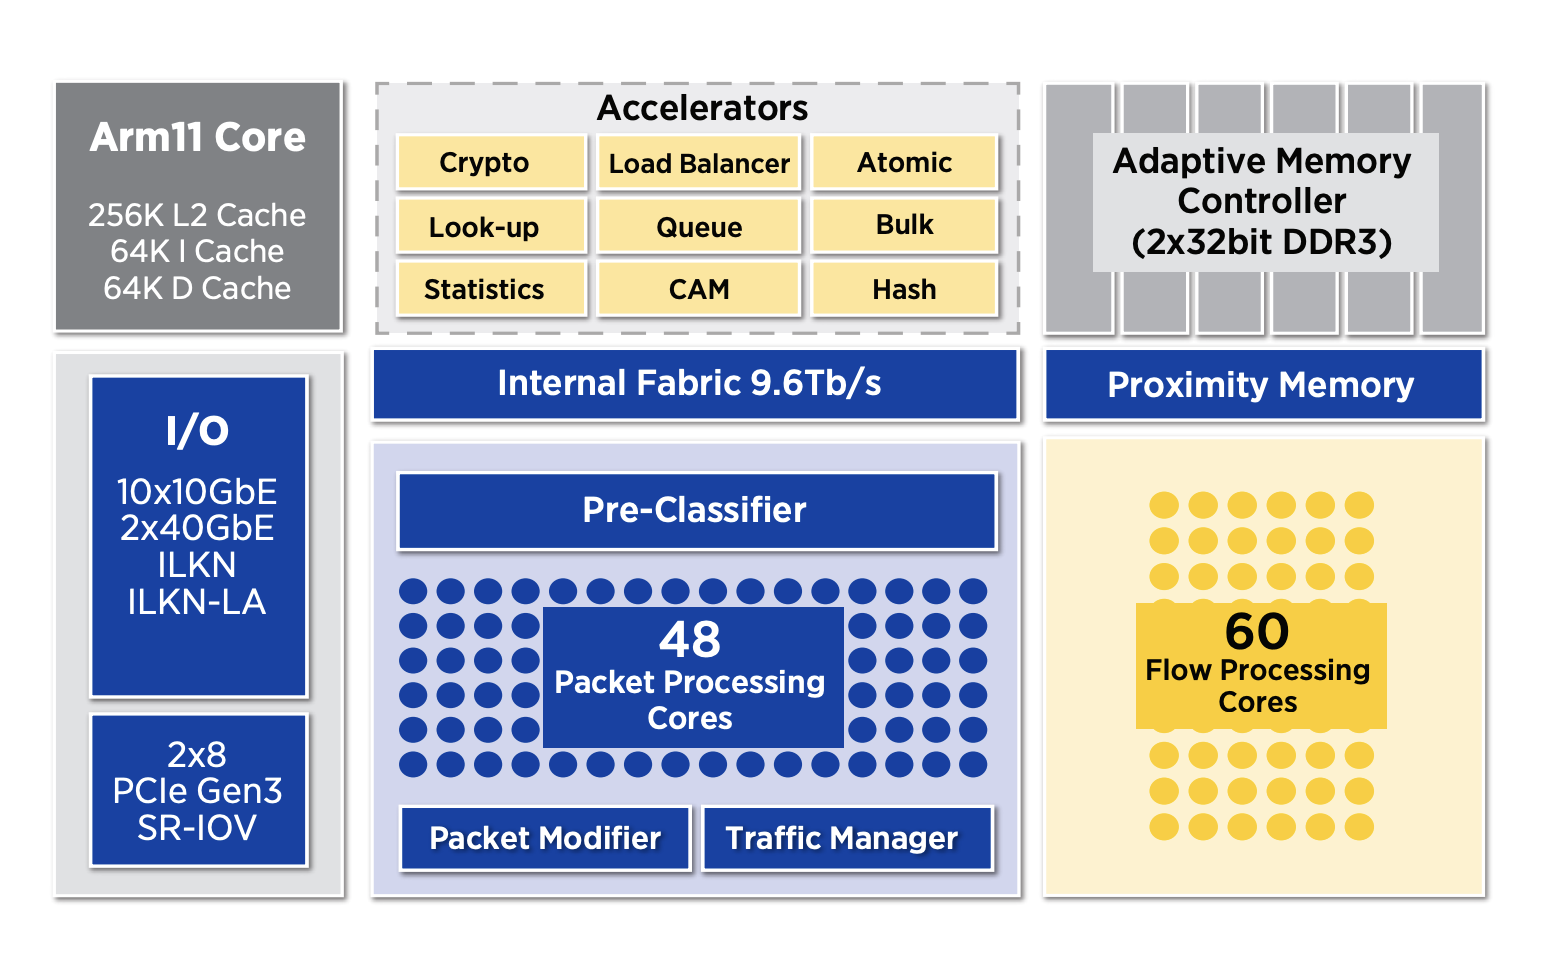 Arm11 Core
256K L2 Cache
64K I Cache
64K D Cache
Accelerators
Crypto
Load Balancer
Atomic
Look-up
Queue
Bulk
Statistics
CAM
Hash
Adaptive Memory
Controller
(2x32bit DDR3)
Internal Fabric 9.6Tb/s
Proximity Memory
I/O
10x10GbE
2x40GbE
ILKN
ILKN-LA
2x8
PCIe Gen3
SR-IOV
Pre-Classifier
48
Packet Processing
Cores
Packet Modifier
Traffic Manager
60
Flow Processing
Cores